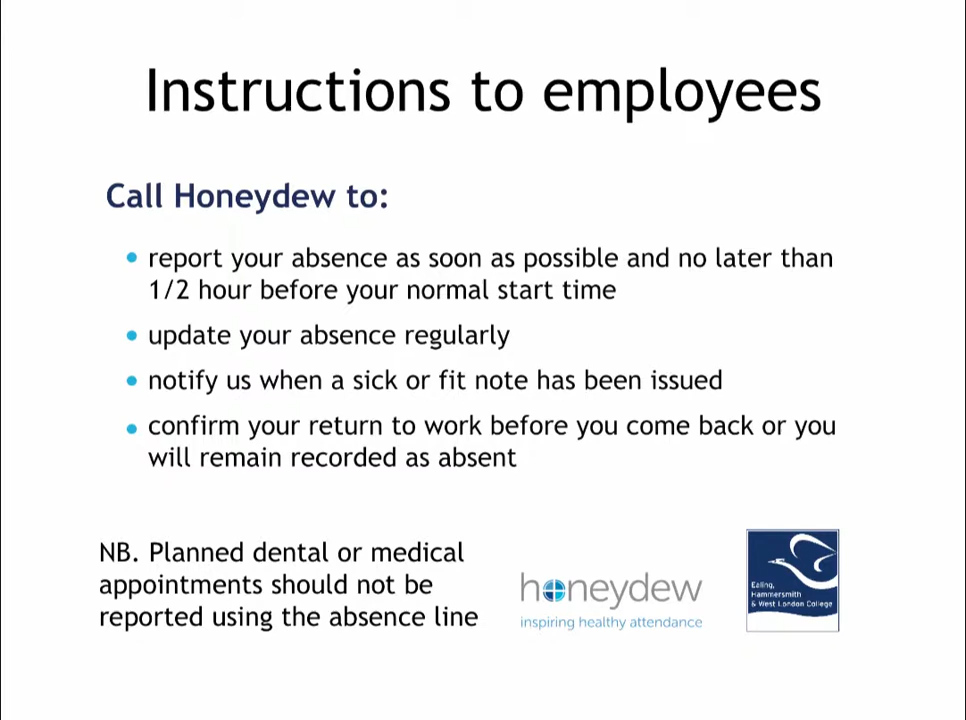 Instructions to employees
Call Honeydew to:
• report your absence as soon as possible and no later than
1/2 hour before your normal start time
• update your absence regularly
• notify us when a sick or fit note has been issued
• confirm your return to work before you come back or you
will remain recorded as absent
NB. Planned dental or medical
appointments should not be
reported using the absence line
honeydew
inspiring healthy attendance
Ealing,
Hammersmith
& West London College